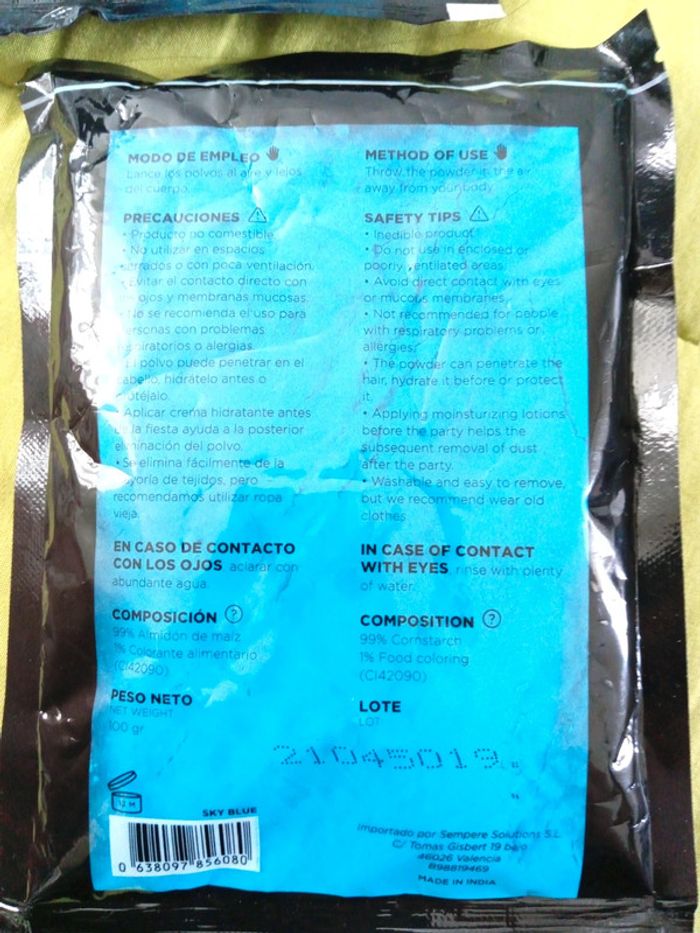 MODO DE EMPLEO
Lance los polvos al aire y lejos
del cuerpo.
PRECAUCIONES
• Producto no comestible.
• No utilizar en espacios
cerrados o con poca ventilación.
• Evitar el contacto directo con
los ojos y membranas mucosas.
• No se recomienda el uso para
personas con problemas
respiratorios o alergias.
• El polvo puede penetrar en el
cabello, hidrátelo antes o
protéjalo.
• Aplicar crema hidratante antes
de la fiesta ayuda a la posterior
eliminación del polvo.
• Se elimina fácilmente de la
mayoría de tejidos, pero
recomendamos utilizar ropa
vieja.
EN CASO DE CONTACTO
CON LOS OJOS, aclarar con
abundante agua.
COMPOSICIÓN
99% Almidón de maíz
1% Colorante alimentario
(CI42090)
PESO NETO
NET WEIGHT
100 gr
12 M
SKY BLUE
0 638097 856080
METHOD OF USE
Throw the powder in the air
away from your body
SAFETY TIPS
• Inedible product
• Do not use in enclosed or
poorly ventilated areas.
• Avoid direct contact with eyes
or mucous membranes
• Not recommended for people
with respiratory problems or
allergies.
• The powder can penetrate the
hair, hydrate it before or protect
it.
• Applying moinsturizing lotions
before the party helps the
subsequent removal of dust
after the party.
• Washable and easy to remove,
but we recommend wear old
clothes
IN CASE OF CONTACT
WITH EYES, rinse with plenty
of water.
COMPOSITION
99% Cornstarch
1% Food coloring
(CI42090)
LOTE
LOT
21045019
Importado por Sempere Solutions S.L.
C/ Tomas Gisbert 19 bajo
46026 Valencia
B98819469
MADE IN INDIA